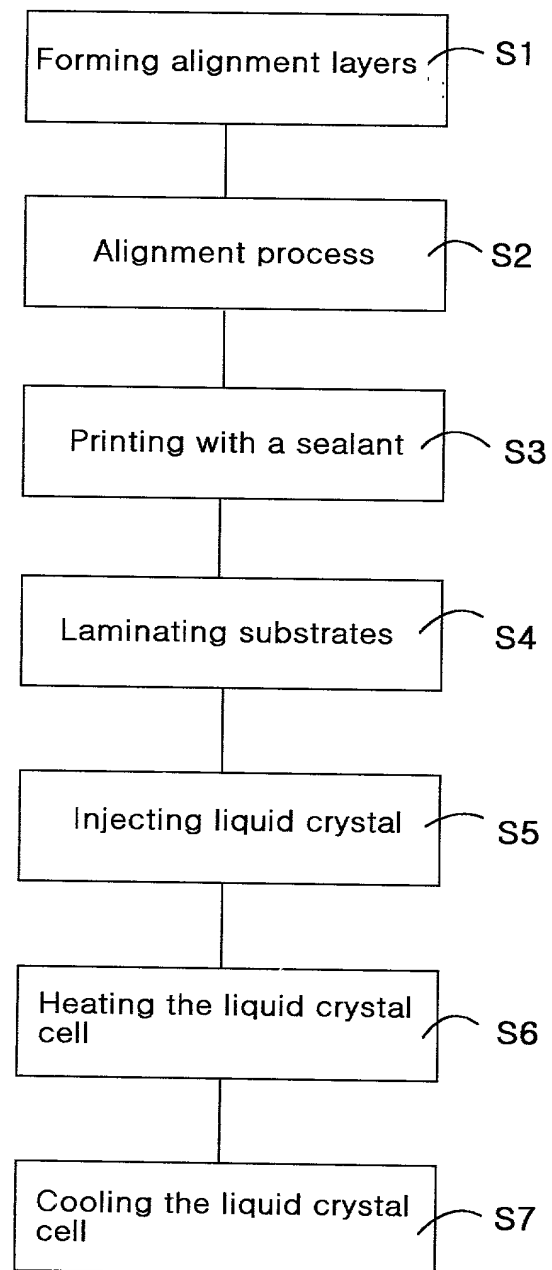 Forming alignment layers S1
Alignment process S2
Printing with a sealant S3
Laminating substrates S4
Injecting liquid crystal S5
Heating the liquid crystal
cell S6
Cooling the liquid crystal
cell S7